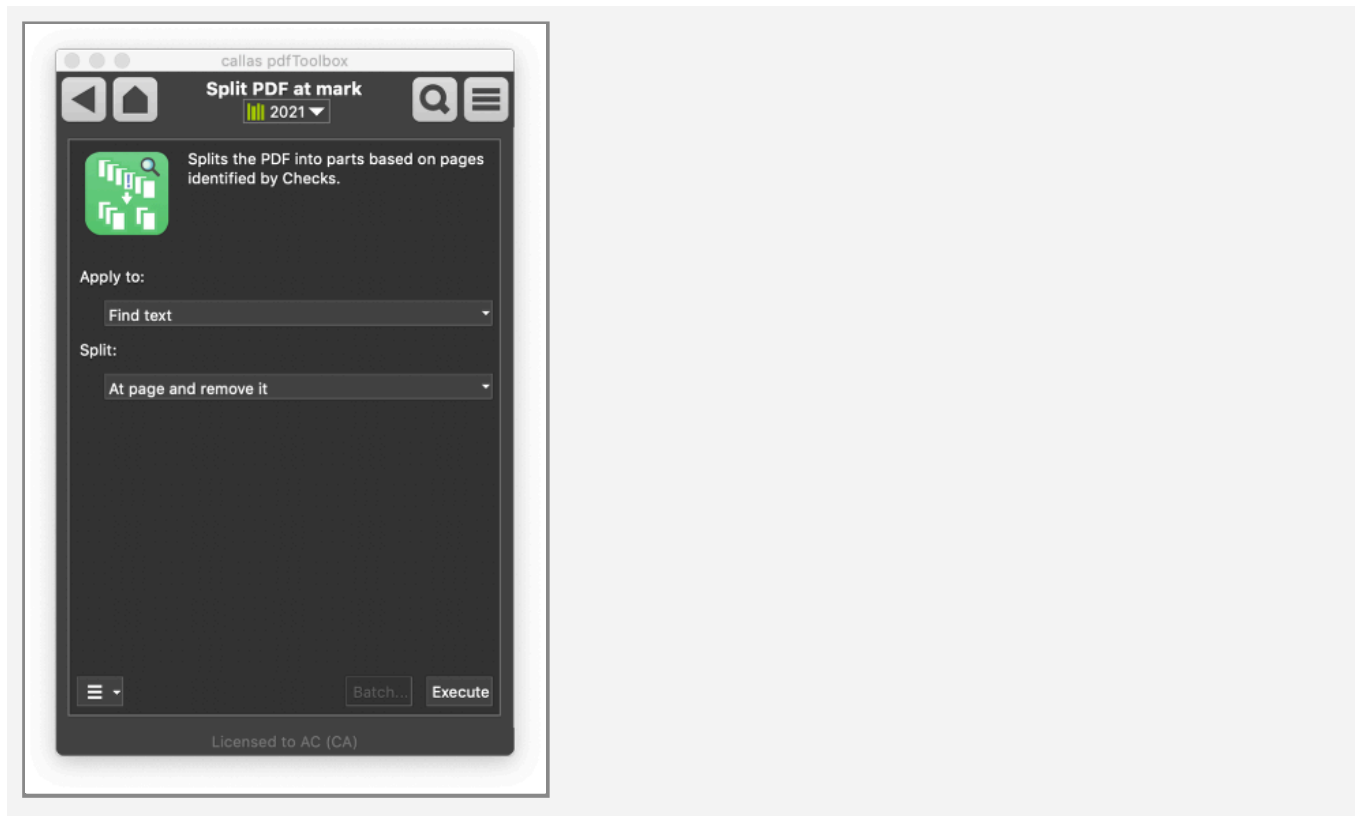 callas pdfToolbox
Split PDF at mark
2021
Splits the PDF into parts based on pages
identified by Checks.
Apply to:
Find text
Split:
At page and remove it
Batch...
Execute
Licensed to AC (CA)